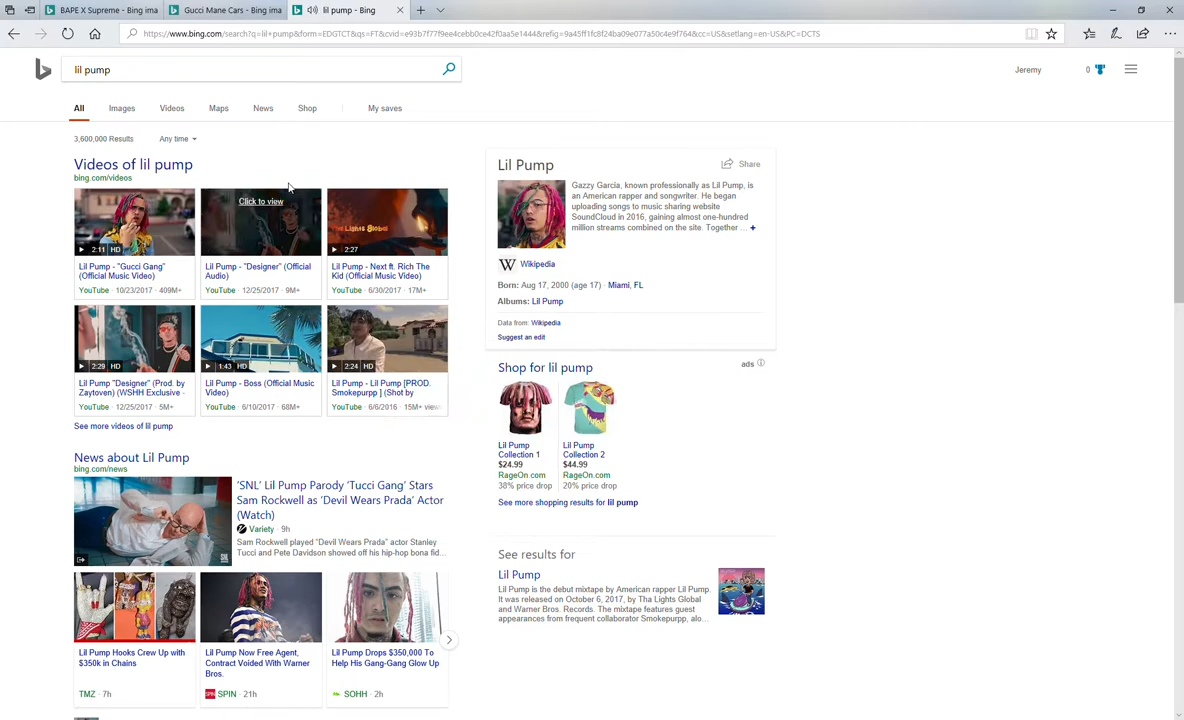 BAPE X Supreme - Bing ima
Gucci Mane Cars - Bing ima
lil pump - Bing
https://www.bing.com/search?q=lil+pump&form=EDGTCT&qs=FT&cvid=e93b7f77f9ee4cebb0ce42f0aa5e1444&refig=9a45ff1fc8f24ba09e077a50c4e9f764&cc=US&setlang=en-US&PC=DCTS
lil pump
Jeremy
0
All
Images
Videos
Maps
News
Shop
My saves
3,600,000 Results
Any time
Videos of lil pump
bing.com/videos
2:11 HD
Lil Pump - "Gucci Gang"
(Official Music Video)
YouTube · 10/23/2017 · 409M+
Click to view
Lil Pump - "Designer" (Official
Audio)
YouTube · 12/25/2017 · 9M+
The Lights Global
2:27
Lil Pump - Next ft. Rich The
Kid (Official Music Video)
YouTube · 6/30/2017 · 17M+
2:29 HD
Lil Pump "Designer" (Prod. by
Zaytoven) (WSHH Exclusive -
YouTube · 12/25/2017 · 5M+
1:43 HD
Lil Pump - Boss (Official Music
Video)
YouTube · 6/10/2017 · 68M+
2:24 HD
Lil Pump - Lil Pump [PROD.
Smokepurpp ] (Shot by
YouTube · 6/6/2016 · 15M+ views
See more videos of lil pump
News about Lil Pump
bing.com/news
'SNL' Lil Pump Parody 'Tucci Gang' Stars
Sam Rockwell as 'Devil Wears Prada' Actor
(Watch)
Variety · 9h
Sam Rockwell played "Devil Wears Prada" actor Stanley
Tucci and Pete Davidson showed off his hip-hop bona fid...
Lil Pump Hooks Crew Up with
$350k in Chains
TMZ · 7h
Lil Pump Now Free Agent,
Contract Voided With Warner
Bros.
SPIN SPIN · 21h
Lil Pump Drops $350,000 To
Help His Gang-Gang Glow Up
SOHH · 2h
Lil Pump
Share
Gazzy Garcia, known professionally as Lil Pump, is
an American rapper and songwriter. He began
uploading songs to music sharing website
SoundCloud in 2016, gaining almost one-hundred
million streams combined on the site. Together ... +
W Wikipedia
Born: Aug 17, 2000 (age 17) · Miami, FL
Albums: Lil Pump
Data from: Wikipedia
Suggest an edit
Shop for lil pump
ads
Lil Pump
Collection 1
$24.99
RageOn.com
38% price drop
Lil Pump
Collection 2
$44.99
RageOn.com
20% price drop
See more shopping results for lil pump
See results for
Lil Pump
Lil Pump is the debut mixtape by American rapper Lil Pump.
It was released on October 6, 2017, by Tha Lights Global
and Warner Bros. Records. The mixtape features guest
appearances from frequent collaborator Smokepurpp, alo...